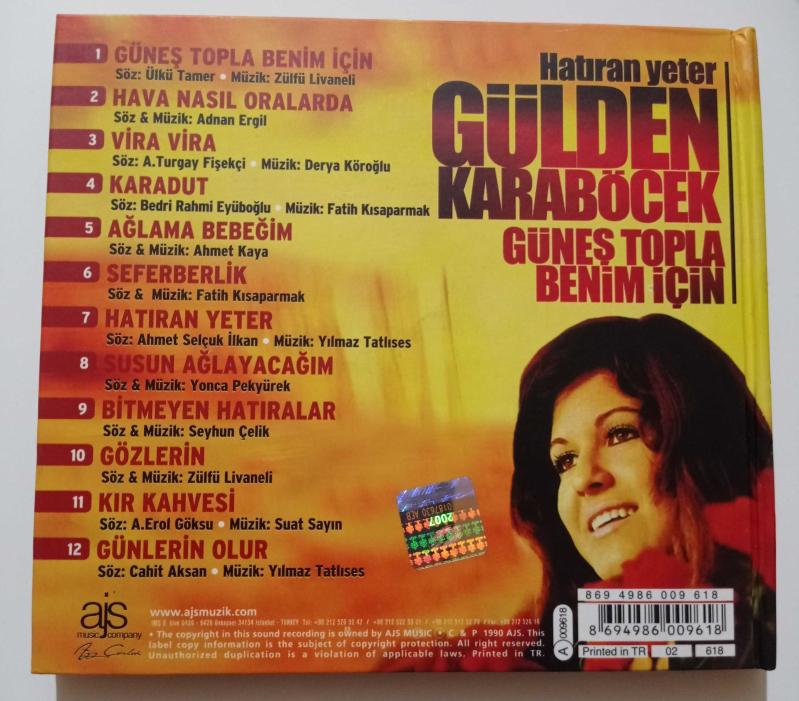 1 GÜNEŞ TOPLA BENİM İÇİN
Söz: Ülkü Tamer • Müzik: Zülfü Livaneli
2 HAVA NASIL ORALARDA
Söz & Müzik: Adnan Ergil
3 VİRA VİRA
Söz: A.Turgay Fişekçi • Müzik: Derya Köroğlu
4 KARADUT
Söz: Bedri Rahmi Eyüboğlu • Müzik: Fatih Kısaparmak
5 AĞLAMA BEBEĞİM
Söz & Müzik: Ahmet Kaya
6 SEFERBERLİK
Söz & Müzik: Fatih Kısaparmak
7 HATIRAN YETER
Söz: Ahmet Selçuk İlkan • Müzik: Yılmaz Tatlıses
8 SUSUN AĞLAYACAĞIM
Söz & Müzik: Yonca Pekyürek
9 BİTMEYEN HATIRALAR
Söz & Müzik: Seyhun Çelik
10 GÖZLERİN
Söz & Müzik: Zülfü Livaneli
11 KIR KAHVESİ
Söz: A.Erol Göksu • Müzik: Suat Sayın
12 GÜNLERİN OLUR
Söz: Cahit Aksan • Müzik: Yılmaz Tatlıses
Hatıran yeter
GÜLDEN
KARABÖCEK
GÜNEŞ TOPLA
BENİM İÇİN
2007
ajs
music company
www.ajsmuzik.com
• The copyright in this sound recording is owned by AJS MUSIC • C & P 1990 AJS. This
label copy information is the subject of copyright protection. All right reserved.
Unauthorized duplication is a violation of applicable laws. Printed in TR.
869 4986 009 618
8 694986 009618
A 009618
Printed in TR 02 618